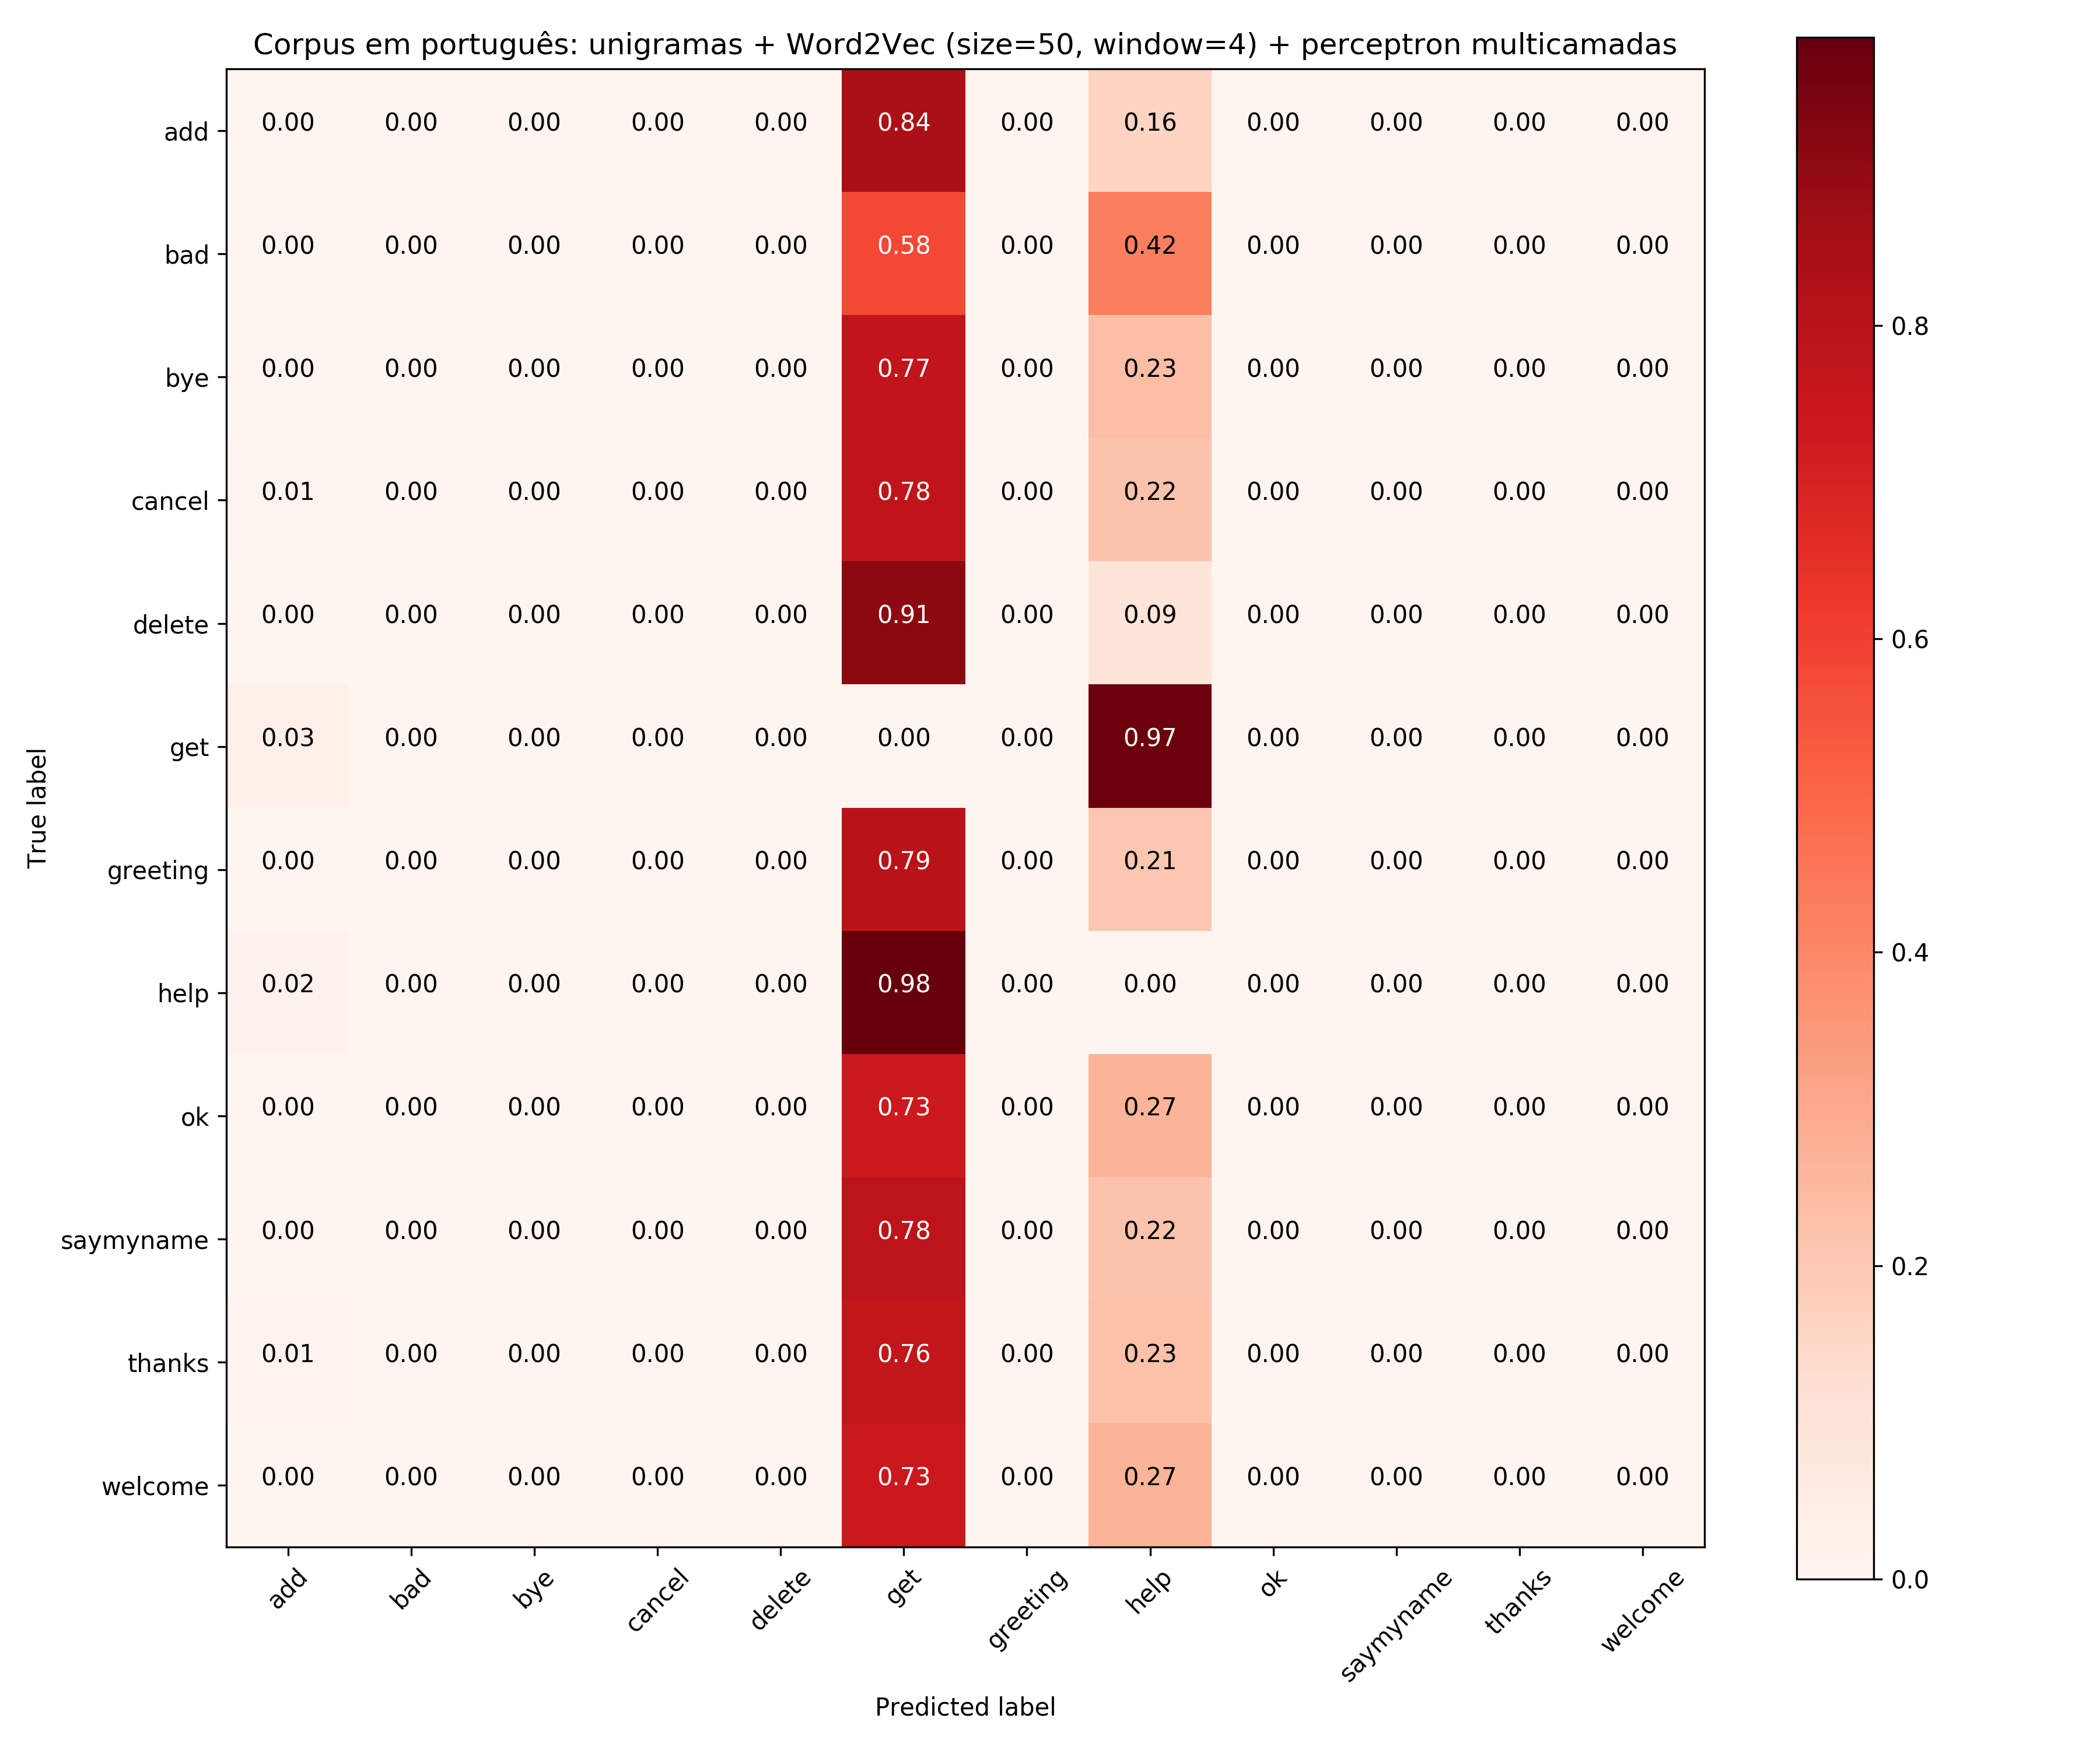 Corpus em português: unigramas + Word2Vec (size=50, window=4) + perceptron multicamadas
add 0.00 0.00 0.00 0.00 0.00 0.84 0.00 0.16 0.00 0.00 0.00 0.00
bad 0.00 0.00 0.00 0.00 0.00 0.58 0.00 0.42 0.00 0.00 0.00 0.00
bye 0.00 0.00 0.00 0.00 0.00 0.77 0.00 0.23 0.00 0.00 0.00 0.00
cancel 0.01 0.00 0.00 0.00 0.00 0.78 0.00 0.22 0.00 0.00 0.00 0.00
delete 0.00 0.00 0.00 0.00 0.00 0.91 0.00 0.09 0.00 0.00 0.00 0.00
get 0.03 0.00 0.00 0.00 0.00 0.00 0.00 0.97 0.00 0.00 0.00 0.00
greeting 0.00 0.00 0.00 0.00 0.00 0.79 0.00 0.21 0.00 0.00 0.00 0.00
help 0.02 0.00 0.00 0.00 0.00 0.98 0.00 0.00 0.00 0.00 0.00 0.00
ok 0.00 0.00 0.00 0.00 0.00 0.73 0.00 0.27 0.00 0.00 0.00 0.00
saymyname 0.00 0.00 0.00 0.00 0.00 0.78 0.00 0.22 0.00 0.00 0.00 0.00
thanks 0.01 0.00 0.00 0.00 0.00 0.76 0.00 0.23 0.00 0.00 0.00 0.00
welcome 0.00 0.00 0.00 0.00 0.00 0.73 0.00 0.27 0.00 0.00 0.00 0.00
True label
add bad bye cancel delete get greeting help ok saymyname thanks welcome
Predicted label
0.8
0.6
0.4
0.2
0.0